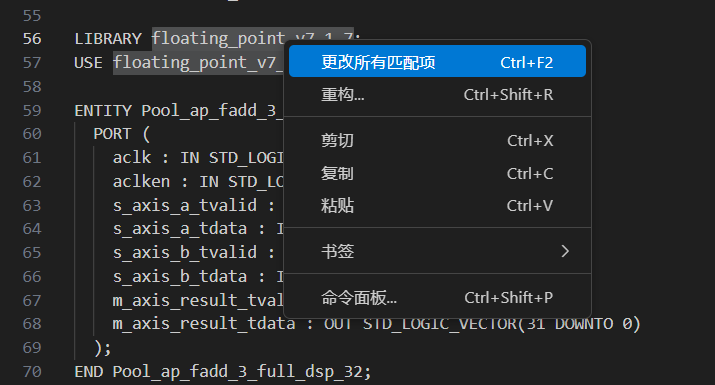 55
56 LIBRARY floating_point_v7_1_7;
57 USE floating_point_v7_
58
59 ENTITY Pool_ap_fadd_3_
60 PORT (
61 aclk : IN STD_LOGI
62 aclken : IN STD_LO
63 s_axis_a_tvalid :
64 s_axis_a_tdata : I
65 s_axis_b_tvalid :
66 s_axis_b_tdata : I
67 m_axis_result_tval
68 m_axis_result_tdata : OUT STD_LOGIC_VECTOR(31 DOWNTO 0)
69 );
70 END Pool_ap_fadd_3_full_dsp_32;
更改所有匹配项 Ctrl+F2
重构... Ctrl+Shift+R
剪切 Ctrl+X
复制 Ctrl+C
粘贴 Ctrl+V
书签
命令面板... Ctrl+Shift+P